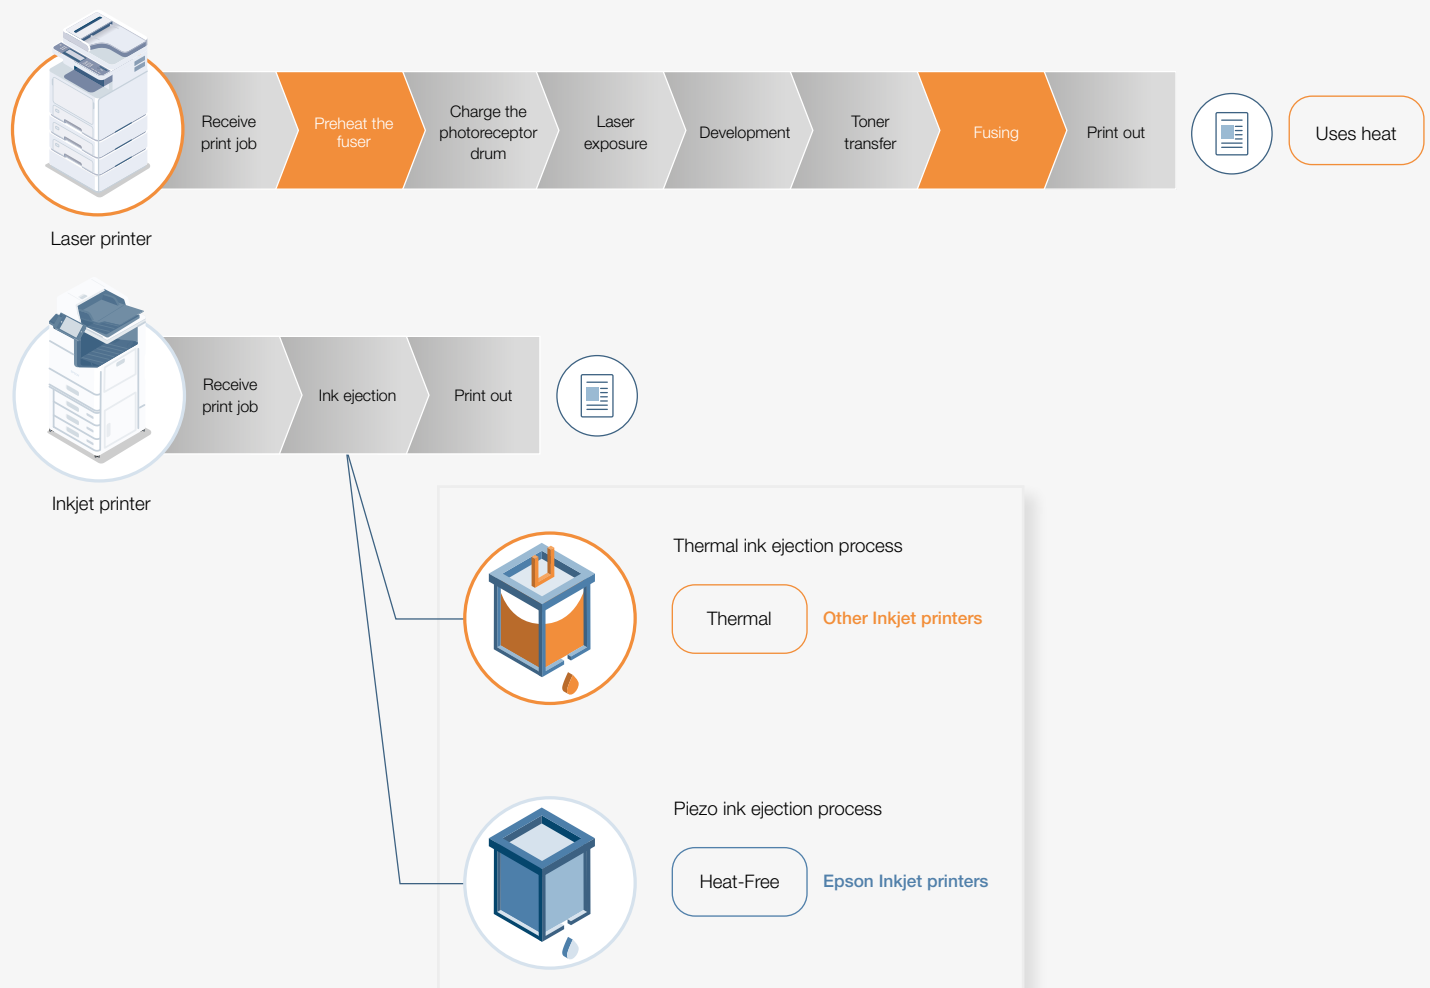 Receive
print job
Preheat the
fuser
Charge the
photoreceptor
drum
Laser
exposure
Development
Toner
transfer
Fusing
Print out
Uses heat
Laser printer
Receive
print job
Ink ejection
Print out
Inkjet printer
Thermal ink ejection process
Thermal
Other Inkjet printers
Piezo ink ejection process
Heat-Free
Epson Inkjet printers